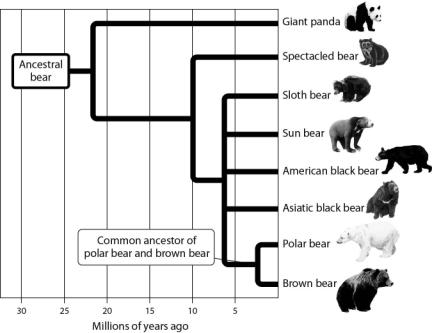 Giant panda
Ancestral
bear
Spectacled bear
Sloth bear
Sun bear
American black bear
Asiatic black bear
Common ancestor of
polar bear and brown bear
Polar bear
Brown bear
30 25 20 15 10 5
Millions of years ago